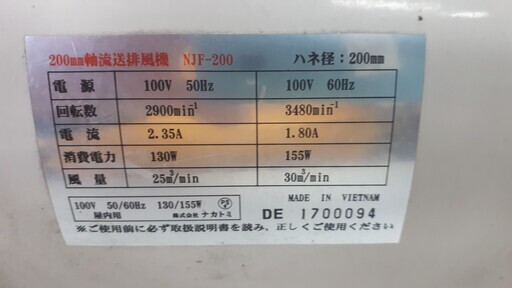 200mm軸流送排風機 NJF-200 ハネ径：200mm
電源 100V 50Hz 100V 60Hz
回転数 2900min⁻¹ 3480min⁻¹
電流 2.35A 1.80A
消費電力 130W 155W
風量 25m³/min 30m³/min
100V 50/60Hz 130/155W PSE MADE IN VIETNAM
屋内用 株式会社 ナカトミ DE 1700094
※ご使用前に必ず取扱説明書を読み、正しくご使用ください